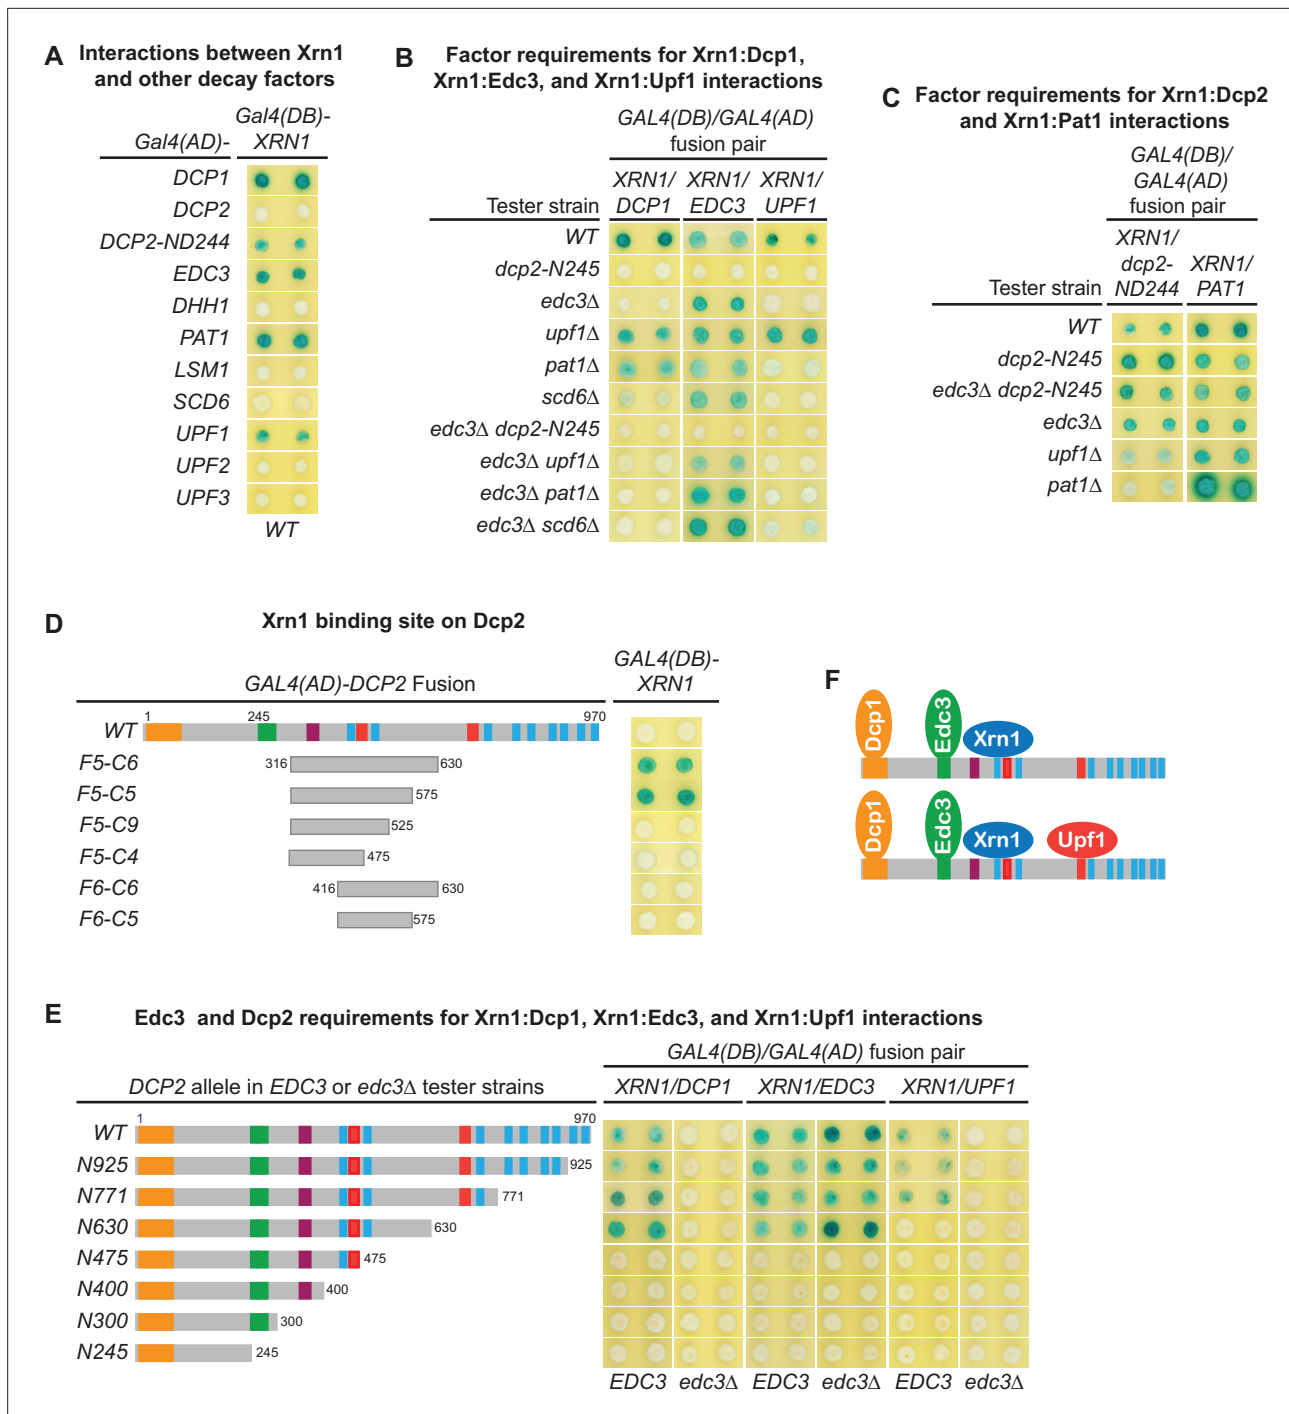 A
Interactions between Xrn1
and other decay factors
Gal4(DB)-
XRN1
Gal4(AD)-
DCP1
DCP2
DCP2-ND244
EDC3
DHH1
PAT1
LSM1
SCD6
UPF1
UPF2
UPF3
WT
B
Factor requirements for Xrn1:Dcp1,
Xrn1:Edc3, and Xrn1:Upf1 interactions
GAL4(DB)/GAL4(AD)
fusion pair
XRN1/ XRN1/ XRN1/
Tester strain DCP1 EDC3 UPF1
WT
dcp2-N245
edc3Δ
upf1Δ
pat1Δ
scd6Δ
edc3Δ dcp2-N245
edc3Δ upf1Δ
edc3Δ pat1Δ
edc3Δ scd6Δ
C
Factor requirements for Xrn1:Dcp2
and Xrn1:Pat1 interactions
GAL4(DB)/
GAL4(AD)
fusion pair
XRN1/
dcp2- XRN1/
Tester strain ND244 PAT1
WT
dcp2-N245
edc3Δ dcp2-N245
edc3Δ
upf1Δ
pat1Δ
D
Xrn1 binding site on Dcp2
GAL4(DB)-
XRN1
GAL4(AD)-DCP2 Fusion
1 245 970
WT
F5-C6 316 630
F5-C5 575
F5-C9 525
F5-C4 475
F6-C6 416 630
F6-C5 575
F
Dcp1 Edc3 Xrn1
Dcp1 Edc3 Xrn1 Upf1
E
Edc3 and Dcp2 requirements for Xrn1:Dcp1, Xrn1:Edc3, and Xrn1:Upf1 interactions
GAL4(DB)/GAL4(AD) fusion pair
DCP2 allele in EDC3 or edc3Δ tester strains XRN1/DCP1 XRN1/EDC3 XRN1/UPF1
1 970
WT
N925 925
N771 771
N630 630
N475 475
N400 400
N300 300
N245 245
EDC3 edc3Δ EDC3 edc3Δ EDC3 edc3Δ